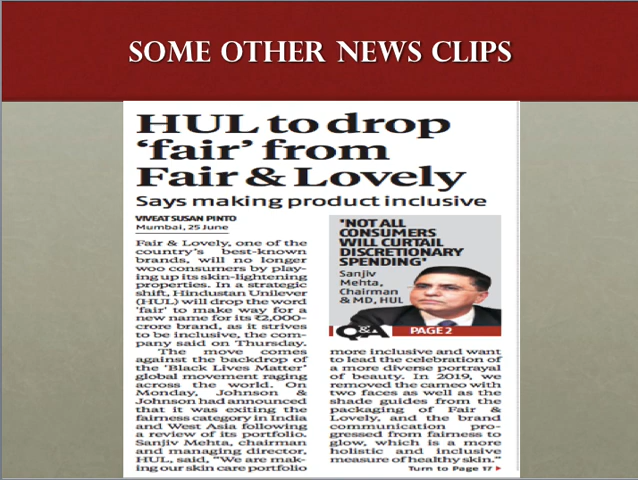 SOME OTHER NEWS CLIPS
HUL to drop
‘fair’ from
Fair & Lovely
Says making product inclusive
VIVEAT SUSAN PINTO
Mumbai, 25 June
Fair & Lovely, one of the
country’s best-known
brands, will no longer
woo consumers by play-
ing up its skin-lightening
properties. In a strategic
shift, Hindustan Unilever
(HUL) will drop the word
‘fair’ to make way for a
new name for its ₹2,000-
crore brand, as it strives
to be inclusive, the com-
pany said on Thursday.
The move comes
against the backdrop of
the ‘Black Lives Matter’
global movement raging
across the world. On
Monday, Johnson &
Johnson had announced
that it was exiting the
fairness category in India
and West Asia following
a review of its portfolio.
Sanjiv Mehta, chairman
and managing director,
HUL, said, “We are mak-
ing our skin care portfolio
'NOT ALL
CONSUMERS
WILL CURTAIL
DISCRETIONARY
SPENDING'
Sanjiv
Mehta,
Chairman
& MD, HUL
Q&A PAGE 2
more inclusive and want
to lead the celebration of
a more diverse portrayal
of beauty. In 2019, we
removed the cameo with
two faces as well as the
shade guides from the
packaging of Fair &
Lovely, and the brand
communication pro-
gressed from fairness to
glow, which is a more
holistic and inclusive
measure of healthy skin.”
Turn to Page 17